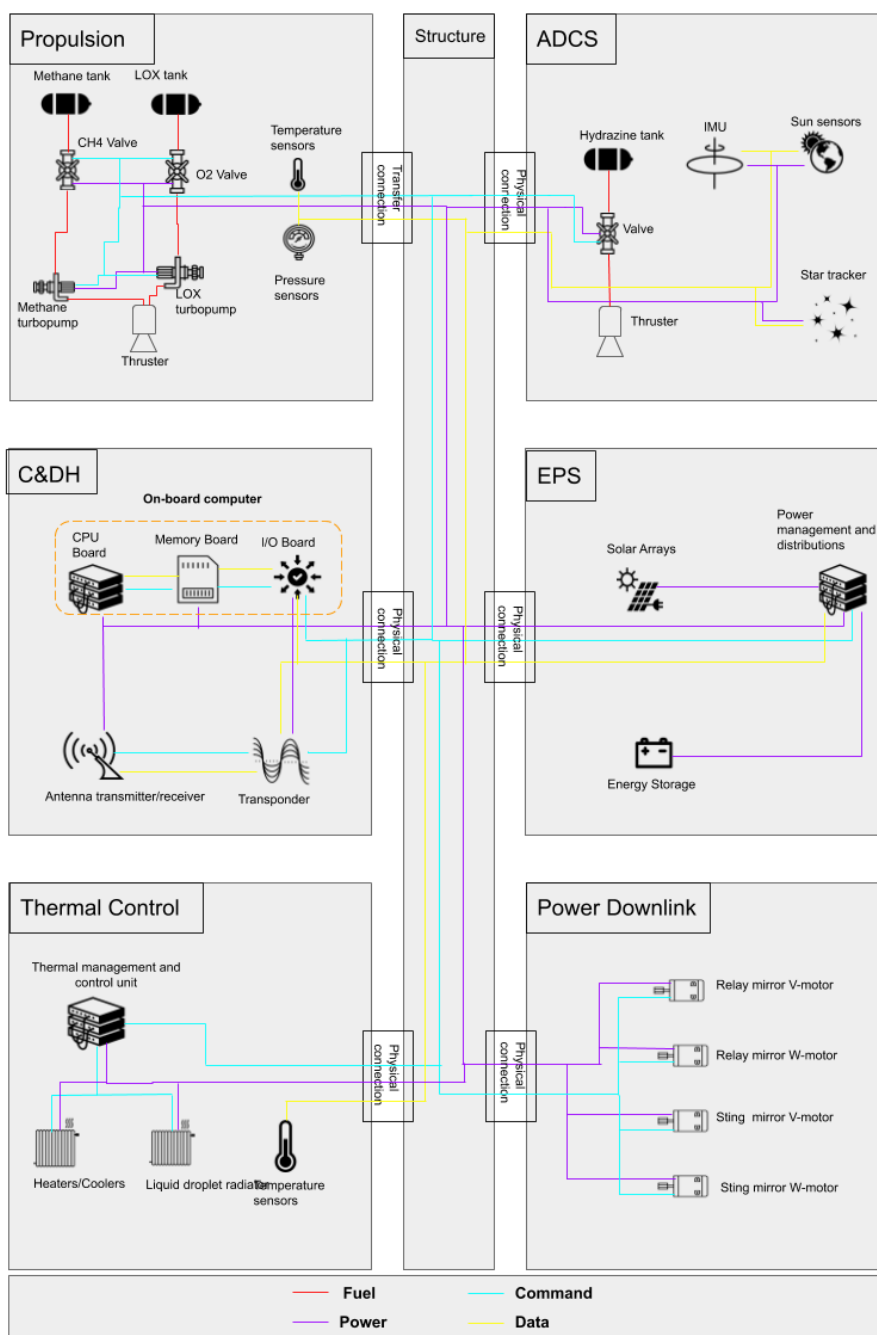 Propulsion
Structure
ADCS
Methane tank
LOX tank
CH4 Valve
O2 Valve
Temperature
sensors
Pressure
sensors
Methane
turbopump
LOX
turbopump
Thruster
Transfer
connection
Physical
connection
Hydrazine tank
IMU
Sun sensors
Valve
Star tracker
Thruster
C&DH
On-board computer
CPU
Board
Memory Board
I/O Board
Antenna transmitter/receiver
Transponder
Physical
connection
Physical
connection
EPS
Solar Arrays
Power
management and
distributions
Energy Storage
Thermal Control
Thermal management and
control unit
Heaters/Coolers
Liquid droplet radiator
Temperature
sensors
Physical
connection
Physical
connection
Power Downlink
Relay mirror V-motor
Relay mirror W-motor
Sting mirror V-motor
Sting mirror W-motor
Fuel
Command
Power
Data